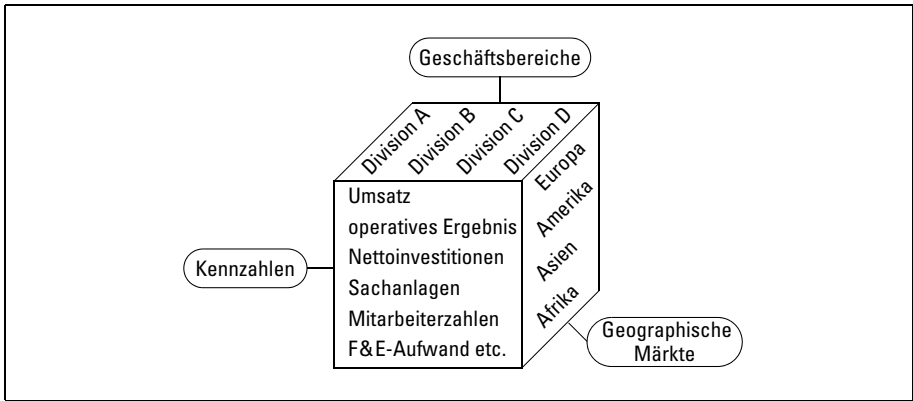 Geschäftsbereiche
Division A
Division B
Division C
Division D
Europa
Amerika
Asien
Afrika
Umsatz
operatives Ergebnis
Nettoinvestitionen
Sachanlagen
Mitarbeiterzahlen
F&E-Aufwand etc.
Kennzahlen
Geographische
Märkte